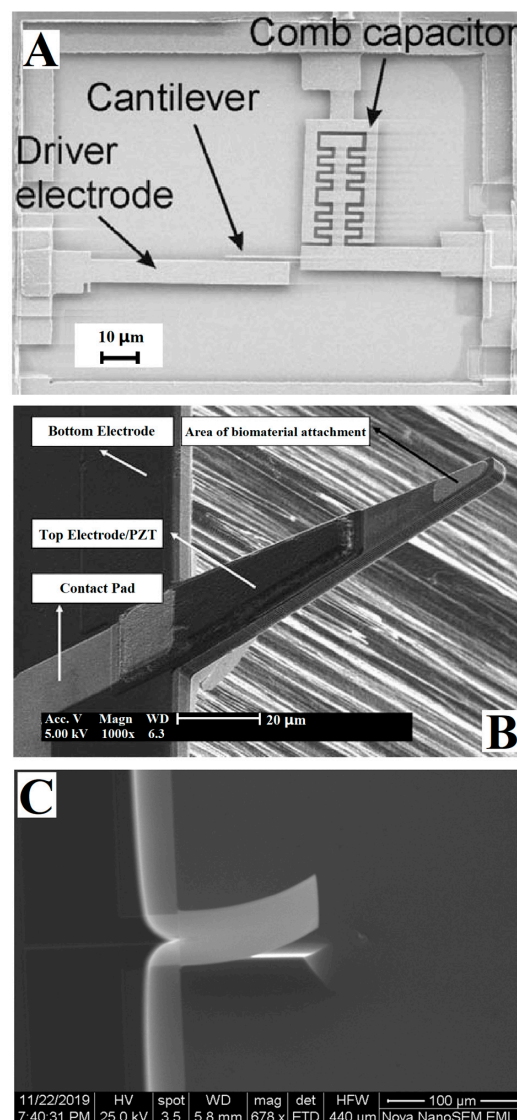 A
Comb capacitor
Cantilever
Driver
electrode
10 µm
Bottom Electrode
Area of biomaterial attachment
Top Electrode/PZT
Contact Pad
Acc. V Magn WD
5.00 kV 1000x 6.3
20 µm
B
C
11/22/2019 HV spot WD mag det HFW 100 µm
7:40:31 PM 25.0 kV 3.5 5.8 mm 678 x ETD 440 µm Nova NanoSEM EML